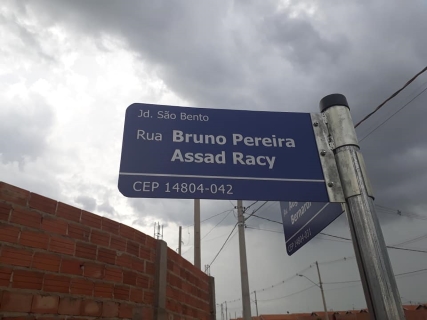 Jd. São Bento
Rua Bruno Pereira
Assad Racy
CEP 14804-042